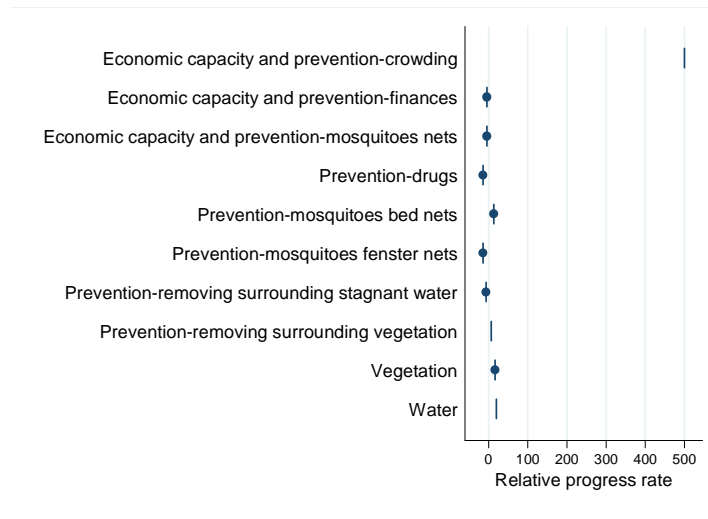 Economic capacity and prevention-crowding
Economic capacity and prevention-finances
Economic capacity and prevention-mosquitoes nets
Prevention-drugs
Prevention-mosquitoes bed nets
Prevention-mosquitoes fenster nets
Prevention-removing surrounding stagnant water
Prevention-removing surrounding vegetation
Vegetation
Water
0 100 200 300 400 500
Relative progress rate